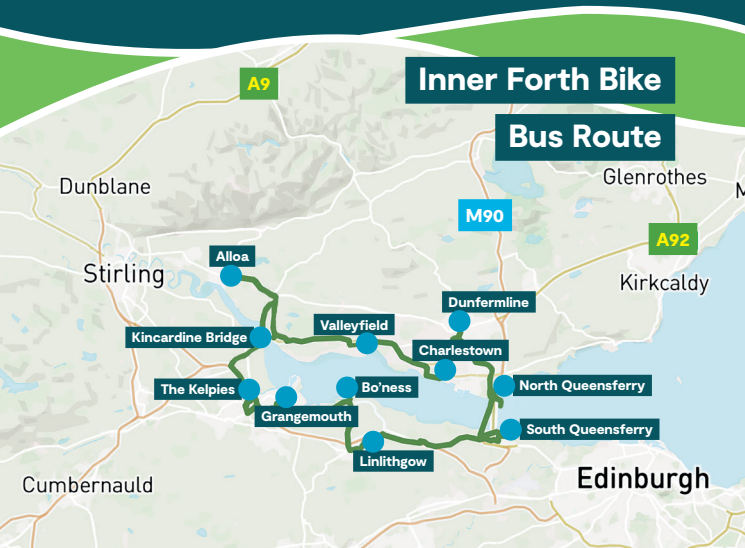 Inner Forth Bike
Bus Route
A9
Dunblane
Glenrothes
M90
A92
Stirling
Alloa
Kirkcaldy
Dunfermline
Valleyfield
Kincardine Bridge
Charlestown
The Kelpies
Bo'ness
North Queensferry
Grangemouth
South Queensferry
Linlithgow
Cumbernauld
Edinburgh